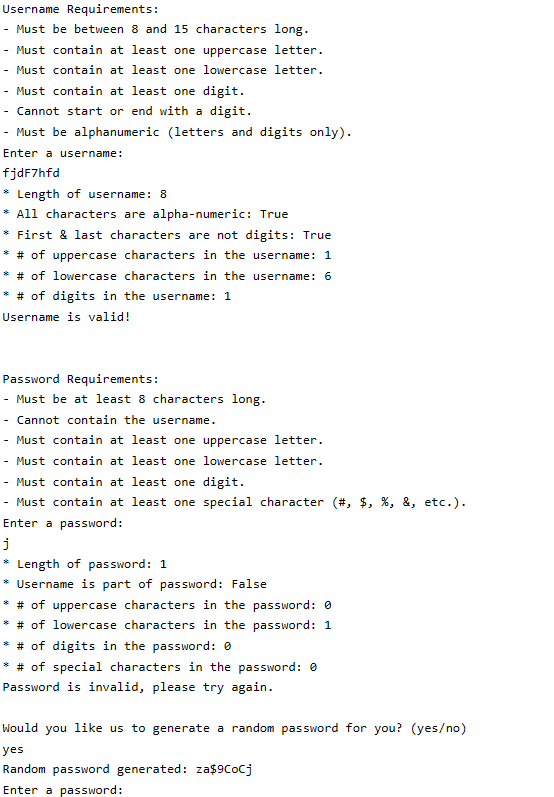 Username Requirements:
- Must be between 8 and 15 characters long.
- Must contain at least one uppercase letter.
- Must contain at least one lowercase letter.
- Must contain at least one digit.
- Cannot start or end with a digit.
- Must be alphanumeric (letters and digits only).
Enter a username:
fjdF7hfd
* Length of username: 8
* All characters are alpha-numeric: True
* First & last characters are not digits: True
* # of uppercase characters in the username: 1
* # of lowercase characters in the username: 6
* # of digits in the username: 1
Username is valid!
Password Requirements:
- Must be at least 8 characters long.
- Cannot contain the username.
- Must contain at least one uppercase letter.
- Must contain at least one lowercase letter.
- Must contain at least one digit.
- Must contain at least one special character (#, $, %, &, etc.).
Enter a password:
j
* Length of password: 1
* Username is part of password: False
* # of uppercase characters in the password: 0
* # of lowercase characters in the password: 1
* # of digits in the password: 0
* # of special characters in the password: 0
Password is invalid, please try again.
Would you like us to generate a random password for you? (yes/no)
yes
Random password generated: za$9CoCj
Enter a password: